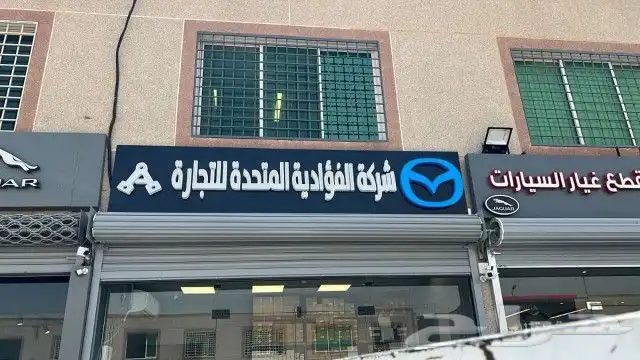 شركة الفؤادية المتحدة للتجارة
قطع غيار السيارات
JAGUAR